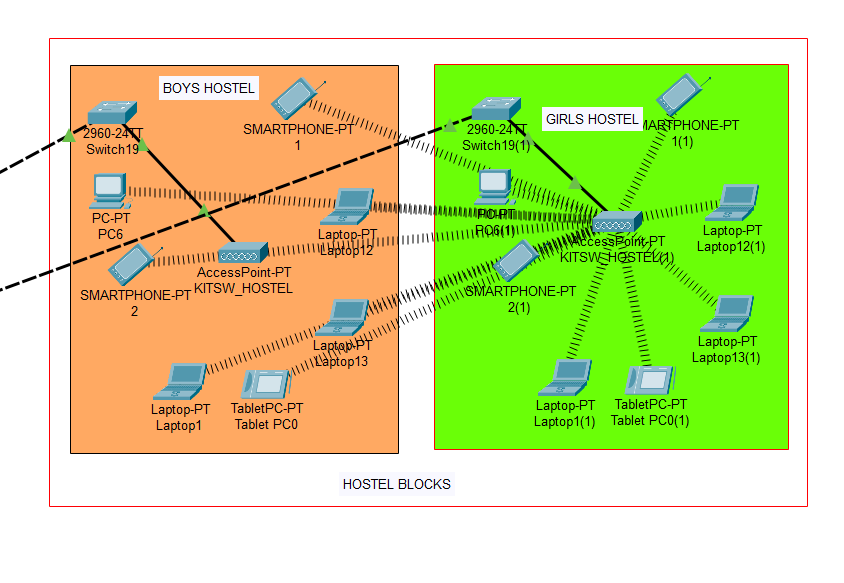 BOYS HOSTEL
SMARTPHONE-PT
1
2960-24TT
Switch19
PC-PT
PC6
Laptop-PT
Laptop12
SMARTPHONE-PT
2
AccessPoint-PT
KITSW_HOSTEL
Laptop-PT
Laptop13
Laptop-PT
Laptop1
TabletPC-PT
Tablet PC0
2960-24TT
Switch19(1)
GIRLS HOSTEL
MARTPHONE-PT
1(1)
PC-PT
PC6(1)
AccessPoint-PT
KITSW_HOSTEL(1)
Laptop-PT
Laptop12(1)
SMARTPHONE-PT
2(1)
Laptop-PT
Laptop13(1)
Laptop-PT
Laptop1(1)
TabletPC-PT
Tablet PC0(1)
HOSTEL BLOCKS